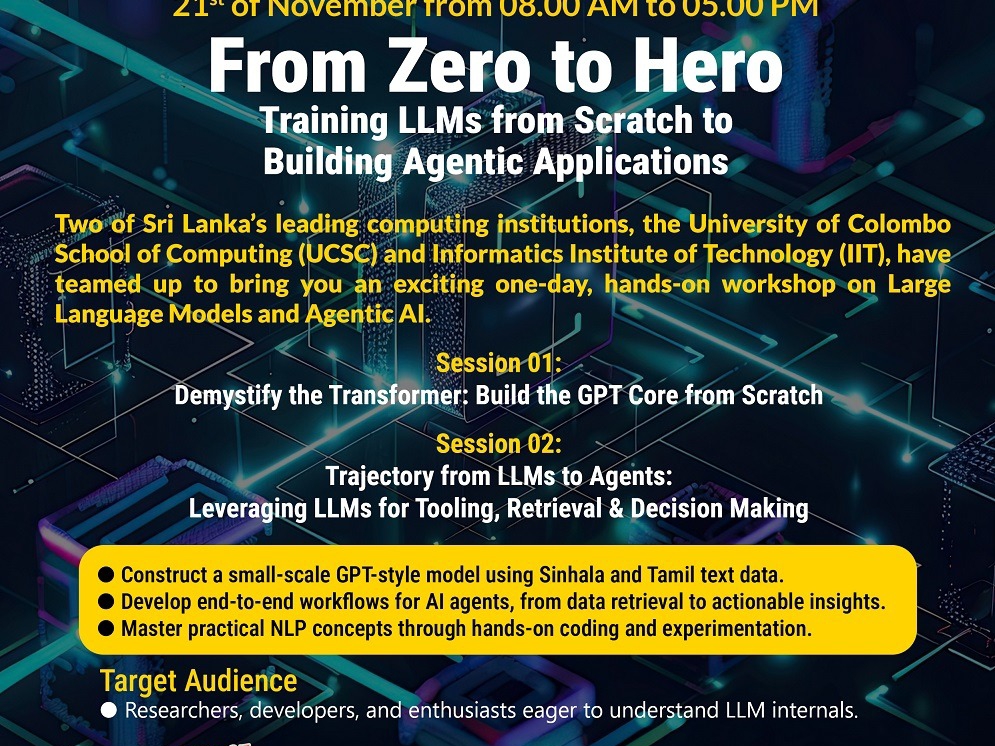 21st of November from 08.00 AM to 05.00 PM
From Zero to Hero
Training LLMs from Scratch to
Building Agentic Applications
Two of Sri Lanka's leading computing institutions, the University of Colombo
School of Computing (UCSC) and Informatics Institute of Technology (IIT), have
teamed up to bring you an exciting one-day, hands-on workshop on Large
Language Models and Agentic AI.
Session 01:
Demystify the Transformer: Build the GPT Core from Scratch
Session 02:
Trajectory from LLMs to Agents:
Leveraging LLMs for Tooling, Retrieval & Decision Making
● Construct a small-scale GPT-style model using Sinhala and Tamil text data.
● Develop end-to-end workflows for AI agents, from data retrieval to actionable insights.
● Master practical NLP concepts through hands-on coding and experimentation.
Target Audience
● Researchers, developers, and enthusiasts eager to understand LLM internals.